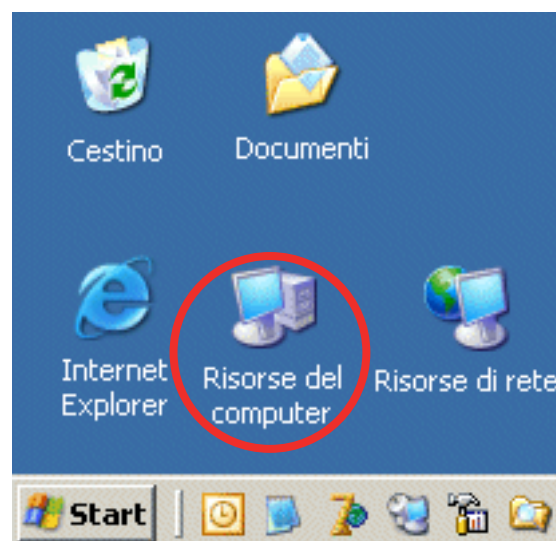 Cestino
Documenti
Internet
Explorer
Risorse del
computer
Risorse di rete
Start